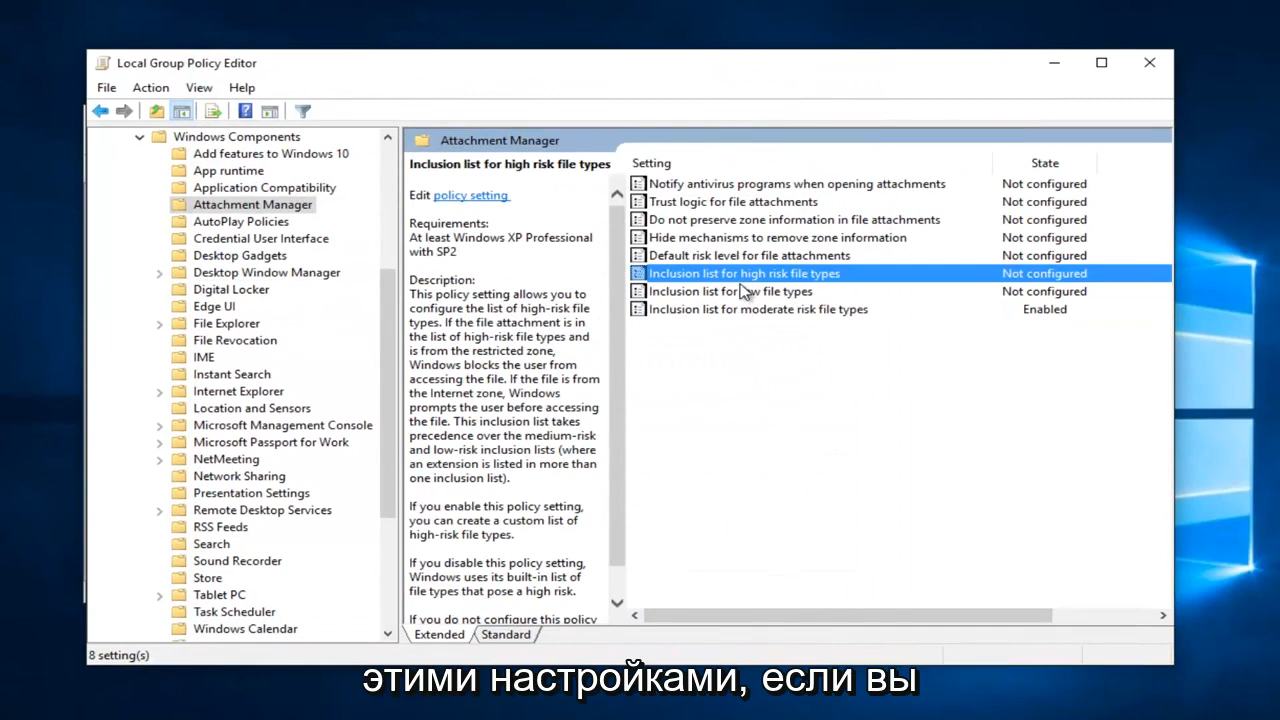 Local Group Policy Editor
File Action View Help
Windows Components
Add features to Windows 10
App runtime
Application Compatibility
Attachment Manager
AutoPlay Policies
Credential User Interface
Desktop Gadgets
Desktop Window Manager
Digital Locker
Edge UI
File Explorer
File Revocation
IME
Instant Search
Internet Explorer
Location and Sensors
Microsoft Management Console
Microsoft Passport for Work
NetMeeting
Network Sharing
Presentation Settings
Remote Desktop Services
RSS Feeds
Search
Sound Recorder
Store
Tablet PC
Task Scheduler
Windows Calendar
Attachment Manager
Inclusion list for high risk file types
Edit policy setting
Requirements:
At least Windows XP Professional
with SP2
Description:
This policy setting allows you to
configure the list of high-risk file
types. If the file attachment is in
the list of high-risk file types and
is from the restricted zone,
Windows blocks the user from
accessing the file. If the file is from
the Internet zone, Windows
prompts the user before accessing
the file. This inclusion list takes
precedence over the medium-risk
and low-risk inclusion lists (where
an extension is listed in more than
one inclusion list).
If you enable this policy setting,
you can create a custom list of
high-risk file types.
If you disable this policy setting,
Windows uses its built-in list of
file types that pose a high risk.
If you do not configure this policy
Setting State
Notify antivirus programs when opening attachments Not configured
Trust logic for file attachments Not configured
Do not preserve zone information in file attachments Not configured
Hide mechanisms to remove zone information Not configured
Default risk level for file attachments Not configured
Inclusion list for high risk file types Not configured
Inclusion list for file types Not configured
Inclusion list for moderate risk file types Enabled
Extended Standard
8 setting(s)
этими настройками, если вы